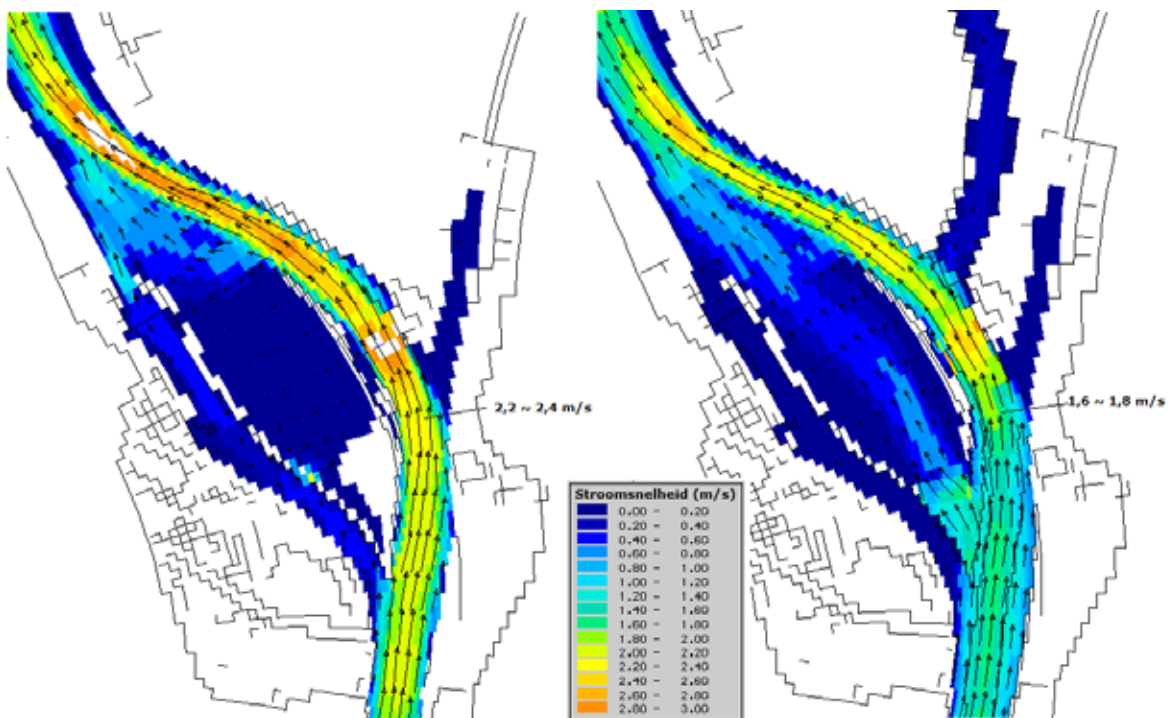 2,2 ~ 2,4 m/s
1,6 ~ 1,8 m/s
Stroomsnelheid (m/s)
0.00 - 0.20
0.20 - 0.40
0.40 - 0.60
0.60 - 0.80
0.80 - 1.00
1.00 - 1.20
1.20 - 1.40
1.40 - 1.60
1.60 - 1.80
1.80 - 2.00
2.00 - 2.20
2.20 - 2.40
2.40 - 2.60
2.60 - 2.80
2.80 - 3.00